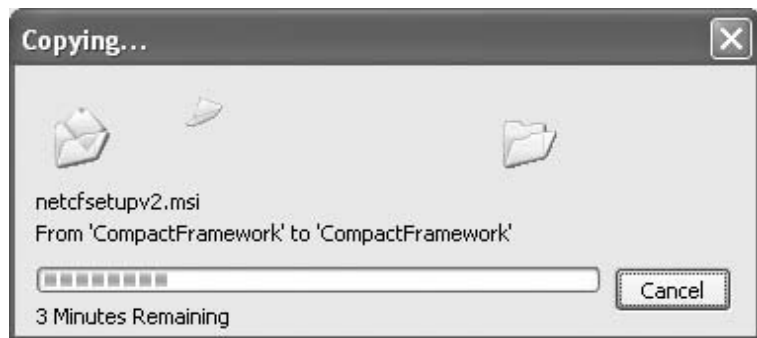 Copying...
netcfsetupv2.msi
From 'CompactFramework' to 'CompactFramework'
Cancel
3 Minutes Remaining